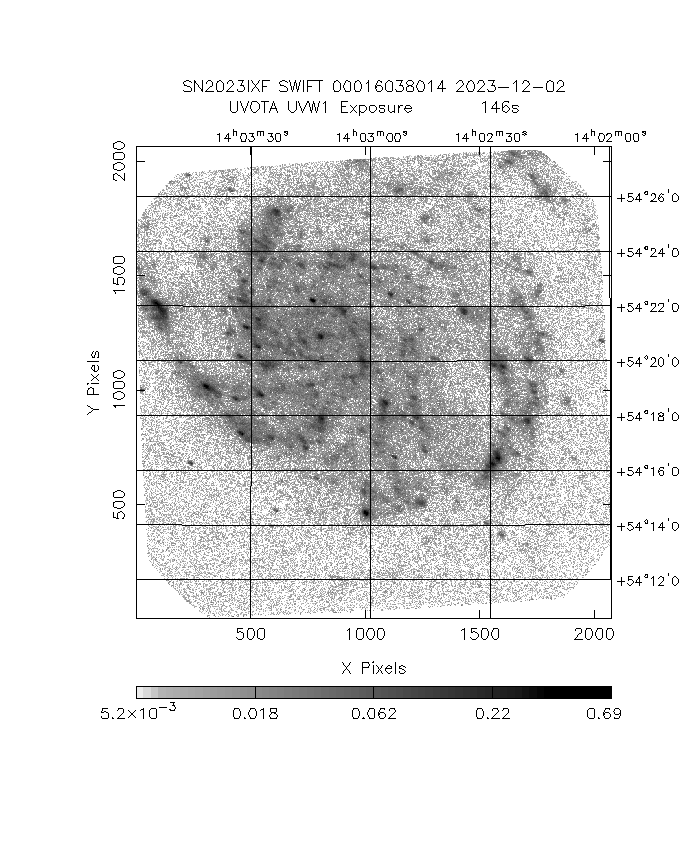 SN2023IXF SWIFT 00016038014 2023-12-02
UVOTA UVW1 Exposure 146s
14ʰ03ᵐ30ˢ 14ʰ03ᵐ00ˢ 14ʰ02ᵐ30ˢ 14ʰ02ᵐ00ˢ
2000
+54°26'0
+54°24'0
1500
+54°22'0
+54°20'0
Y Pixels
1000
+54°18'0
+54°16'0
500
+54°14'0
+54°12'0
500 1000 1500 2000
X Pixels
5.2×10⁻³ 0.018 0.062 0.22 0.69